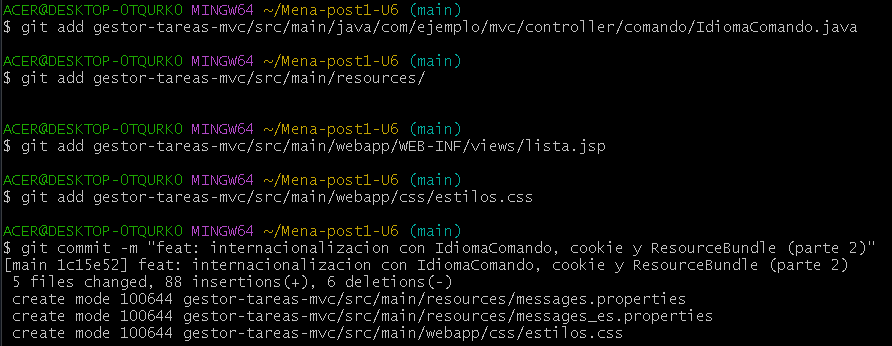 ACER@DESKTOP-OTQURKO MINGW64 ~/Mena-post1-U6 (main)
$ git add gestor-tareas-mvc/src/main/java/com/ejemplo/mvc/controller/comando/IdiomaComando.java
ACER@DESKTOP-OTQURKO MINGW64 ~/Mena-post1-U6 (main)
$ git add gestor-tareas-mvc/src/main/resources/
ACER@DESKTOP-OTQURKO MINGW64 ~/Mena-post1-U6 (main)
$ git add gestor-tareas-mvc/src/main/webapp/WEB-INF/views/lista.jsp
ACER@DESKTOP-OTQURKO MINGW64 ~/Mena-post1-U6 (main)
$ git add gestor-tareas-mvc/src/main/webapp/css/estilos.css
ACER@DESKTOP-OTQURKO MINGW64 ~/Mena-post1-U6 (main)
$ git commit -m "feat: internacionalizacion con IdiomaComando, cookie y ResourceBundle (parte 2)"
[main 1c15e52] feat: internacionalizacion con IdiomaComando, cookie y ResourceBundle (parte 2)
5 files changed, 88 insertions(+), 6 deletions(-)
create mode 100644 gestor-tareas-mvc/src/main/resources/messages.properties
create mode 100644 gestor-tareas-mvc/src/main/resources/messages_es.properties
create mode 100644 gestor-tareas-mvc/src/main/webapp/css/estilos.css